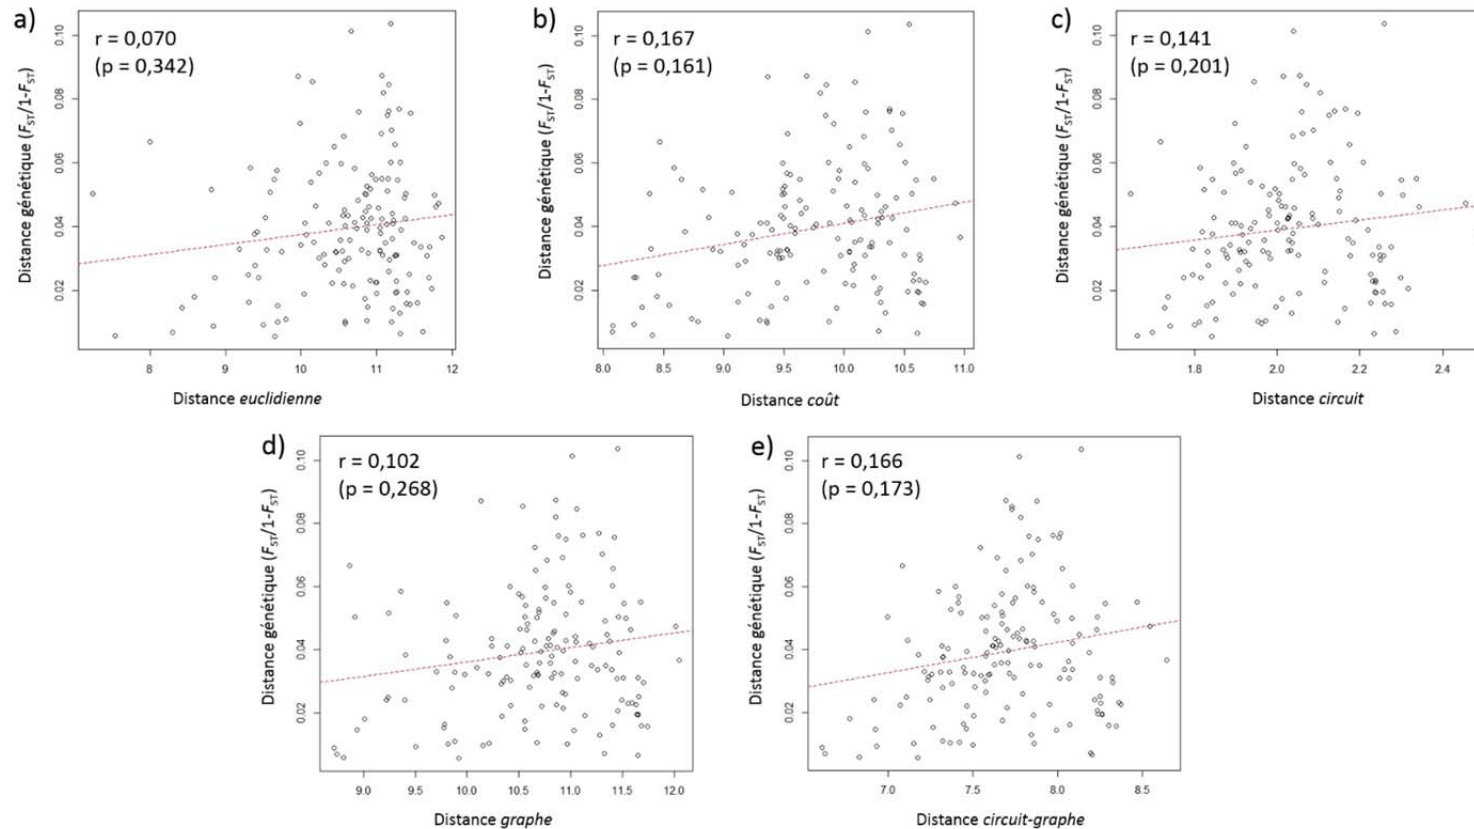 a)
r = 0,070
(p = 0,342)
Distance génétique (FST/1-FST)
0.02 0.04 0.06 0.08 0.10
8 9 10 11 12
Distance euclidienne
b)
r = 0,167
(p = 0,161)
Distance génétique (FST/1-FST)
0.02 0.04 0.06 0.08 0.10
8.0 8.5 9.0 9.5 10.0 10.5 11.0
Distance coût
c)
r = 0,141
(p = 0,201)
Distance génétique (FST/1-FST)
0.02 0.04 0.06 0.08 0.10
1.8 2.0 2.2 2.4
Distance circuit
d)
r = 0,102
(p = 0,268)
Distance génétique (FST/1-FST)
0.02 0.04 0.06 0.08 0.10
9.0 9.5 10.0 10.5 11.0 11.5 12.0
Distance graphe
e)
r = 0,166
(p = 0,173)
Distance génétique (FST/1-FST)
0.02 0.04 0.06 0.08 0.10
7.0 7.5 8.0 8.5
Distance circuit-graphe